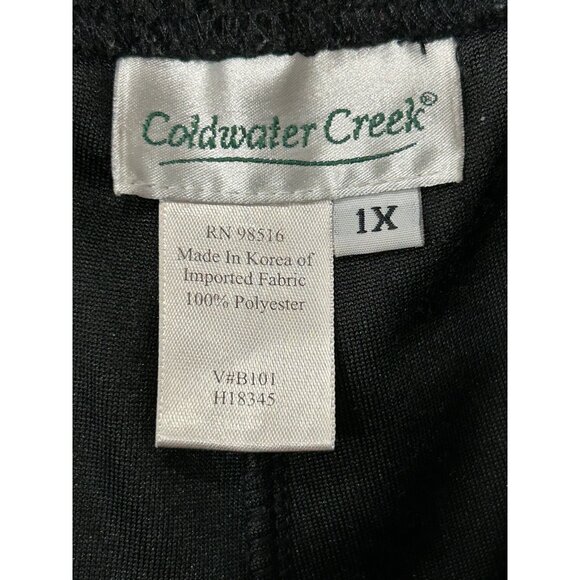 Coldwater Creek®
1X
RN 98516
Made In Korea of
Imported Fabric
100% Polyester
V#B101
H18345